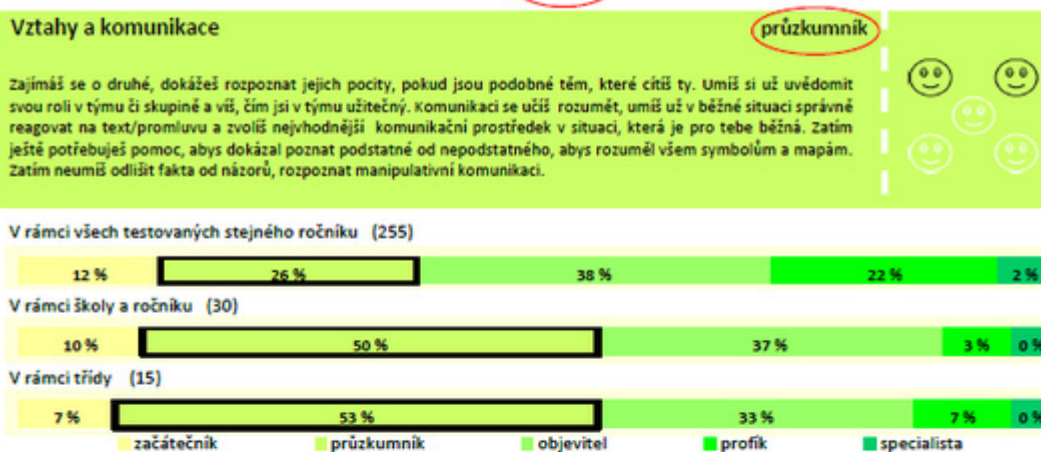 Vztahy a komunikace průzkumník
Zajímáš se o druhé, dokážeš rozpoznat jejich pocity, pokud jsou podobné těm, které cítíš ty. Umíš si už uvědomit
svou roli v týmu či skupině a víš, čím jsi v týmu užitečný. Komunikaci se učíš rozumět, umíš už v běžné situaci správně
reagovat na text/promluvu a zvolíš nejvhodnější komunikační prostředek v situaci, která je pro tebe běžná. Zatím
ještě potřebuješ pomoc, abys dokázal poznat podstatné od nepodstatného, abys rozuměl všem symbolům a mapám.
Zatím neumíš odlišit fakta od názorů, rozpoznat manipulativní komunikaci.
V rámci všech testovaných stejného ročníku (255)
12 % 26 % 38 % 22 % 2 %
V rámci školy a ročníku (30)
10 % 50 % 37 % 3 % 0 %
V rámci třídy (15)
7 % 53 % 33 % 7 % 0 %
začátečník průzkumník objevitel profík specialista